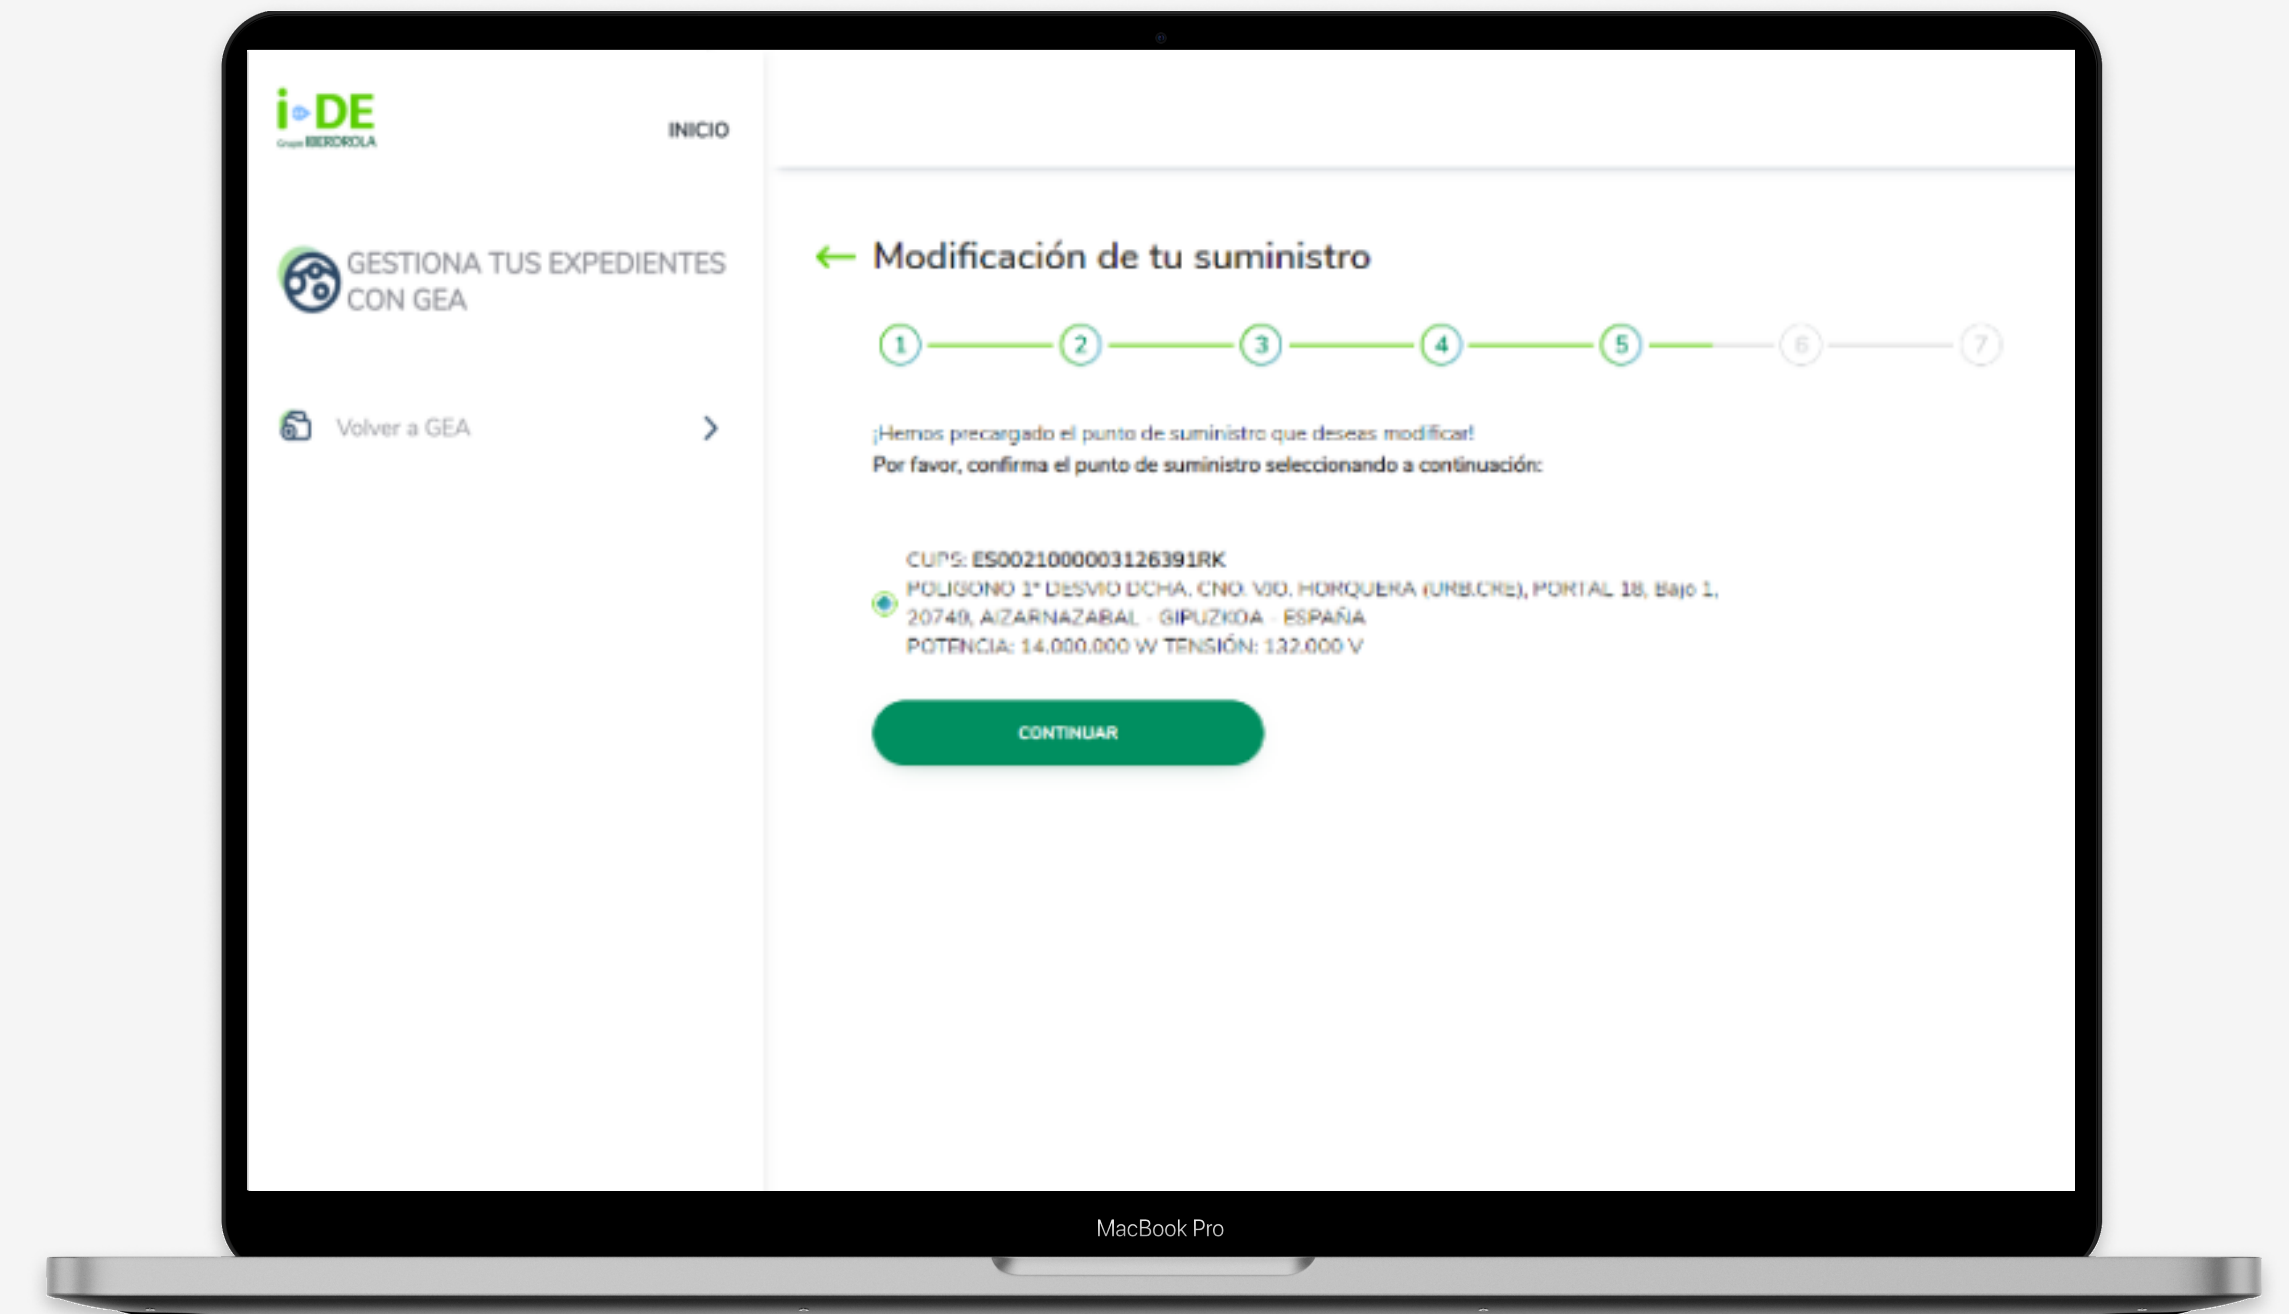 i-DE
Grupo IBERDROLA
INICIO
GESTIONA TUS EXPEDIENTES
CON GEA
Volver a GEA
Modificación de tu suministro
1 2 3 4 5 6 7
¡Hemos precargado el punto de suministro que deseas modificar!
Por favor, confirma el punto de suministro seleccionando a continuación:
CUPS: ES0021000003126391RK
POLIGONO 1º DESVIO DCHA. CNO. VJO. HORQUERA (URB.CRE), PORTAL 18, Bajo 1,
20749, AIZARNAZABAL - GIPUZKOA - ESPAÑA
POTENCIA: 14.000.000 W TENSIÓN: 132.000 V
CONTINUAR
MacBook Pro